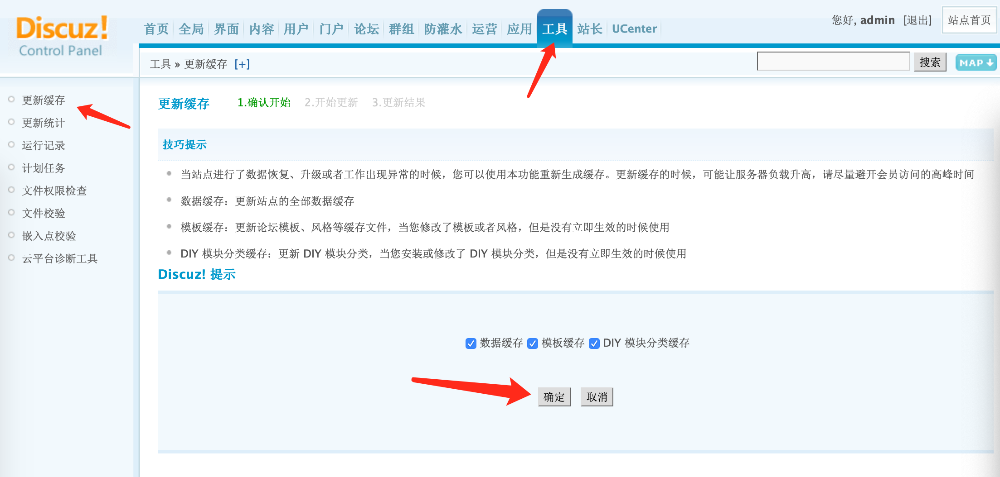 Discuz!
Control Panel
首页 全局 界面 内容 用户 门户 论坛 群组 防灌水 运营 应用 工具 站长 UCenter
您好, admin [退出] 站点首页
工具 » 更新缓存 [+]
搜索 MAP
更新缓存
更新统计
运行记录
计划任务
文件权限检查
文件校验
嵌入点校验
云平台诊断工具
更新缓存 1.确认开始 2.开始更新 3.更新结果
技巧提示
当站点进行了数据恢复、升级或者工作出现异常的时候，您可以使用本功能重新生成缓存。更新缓存的时候，可能让服务器负载升高，请尽量避开会员访问的高峰时间
数据缓存：更新站点的全部数据缓存
模板缓存：更新论坛模板、风格等缓存文件，当您修改了模板或者风格，但是没有立即生效的时候使用
DIY 模块分类缓存：更新 DIY 模块分类，当您安装或修改了 DIY 模块分类，但是没有立即生效的时候使用
Discuz! 提示
数据缓存 模板缓存 DIY 模块分类缓存
确定 取消